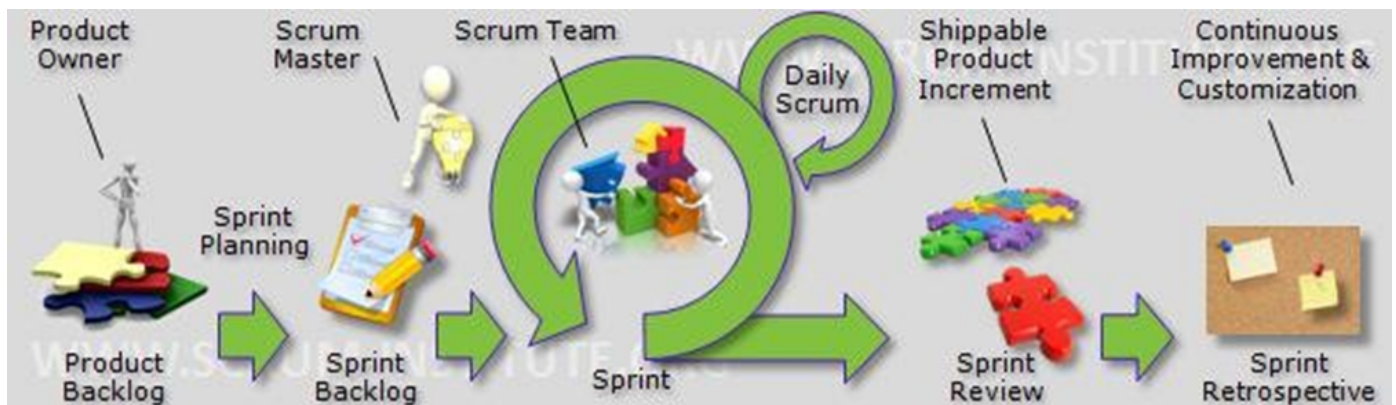 Product
Owner
Scrum
Master
Scrum Team
Daily
Scrum
Shippable
Product
Increment
Continuous
Improvement &
Customization
Sprint
Planning
Product
Backlog
Sprint
Backlog
Sprint
Sprint
Review
Sprint
Retrospective